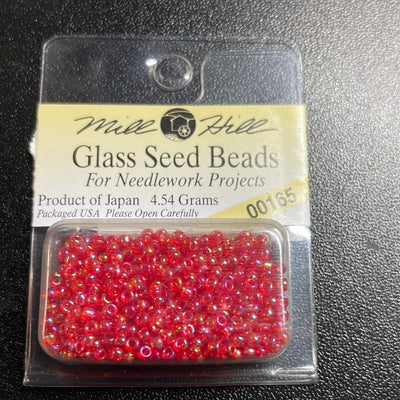 Mill Hill
Glass Seed Beads
For Needlework Projects
Product of Japan 4.54 Grams
00165
Packaged USA Please Open Carefully